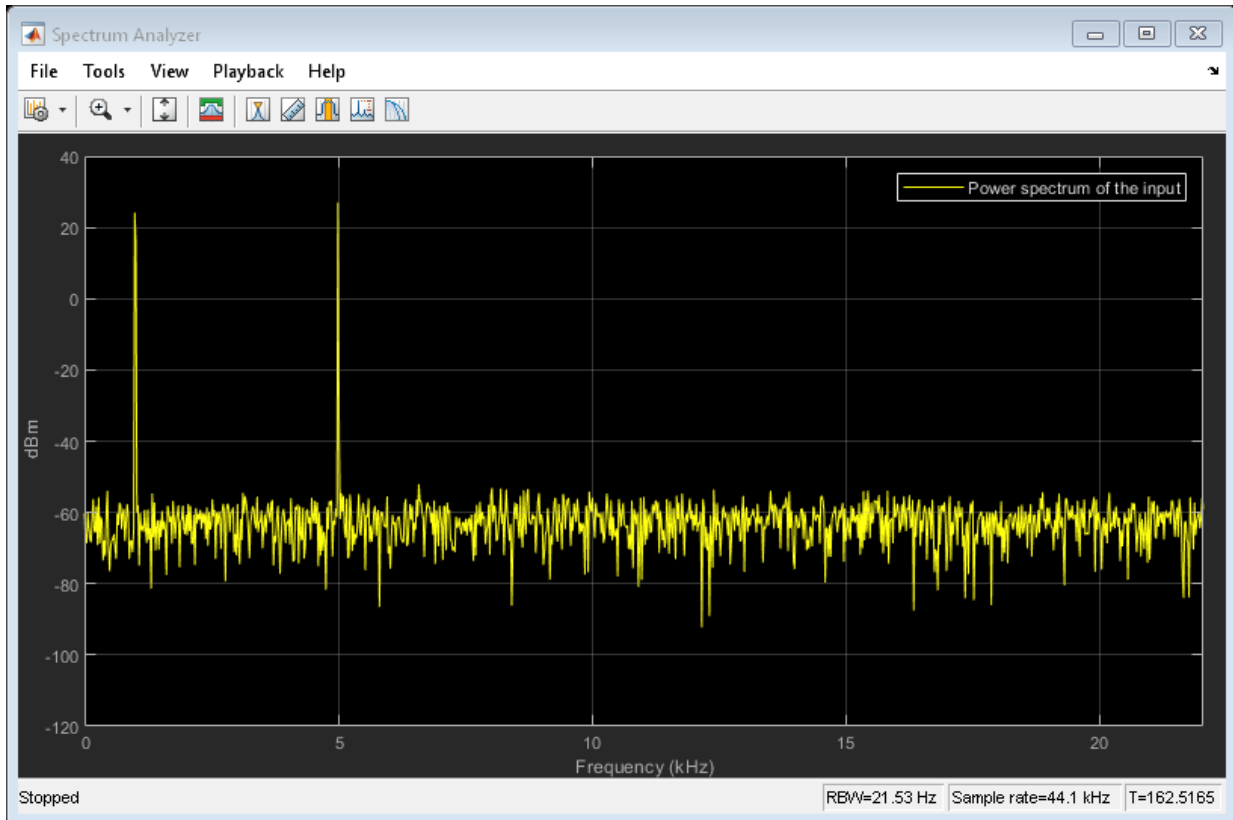 Spectrum Analyzer
File Tools View Playback Help
40
20
0
-20
-40
-60
-80
-100
-120
dBm
Power spectrum of the input
0 5 10 15 20
Frequency (kHz)
Stopped RBW=21.53 Hz Sample rate=44.1 kHz T=162.5165